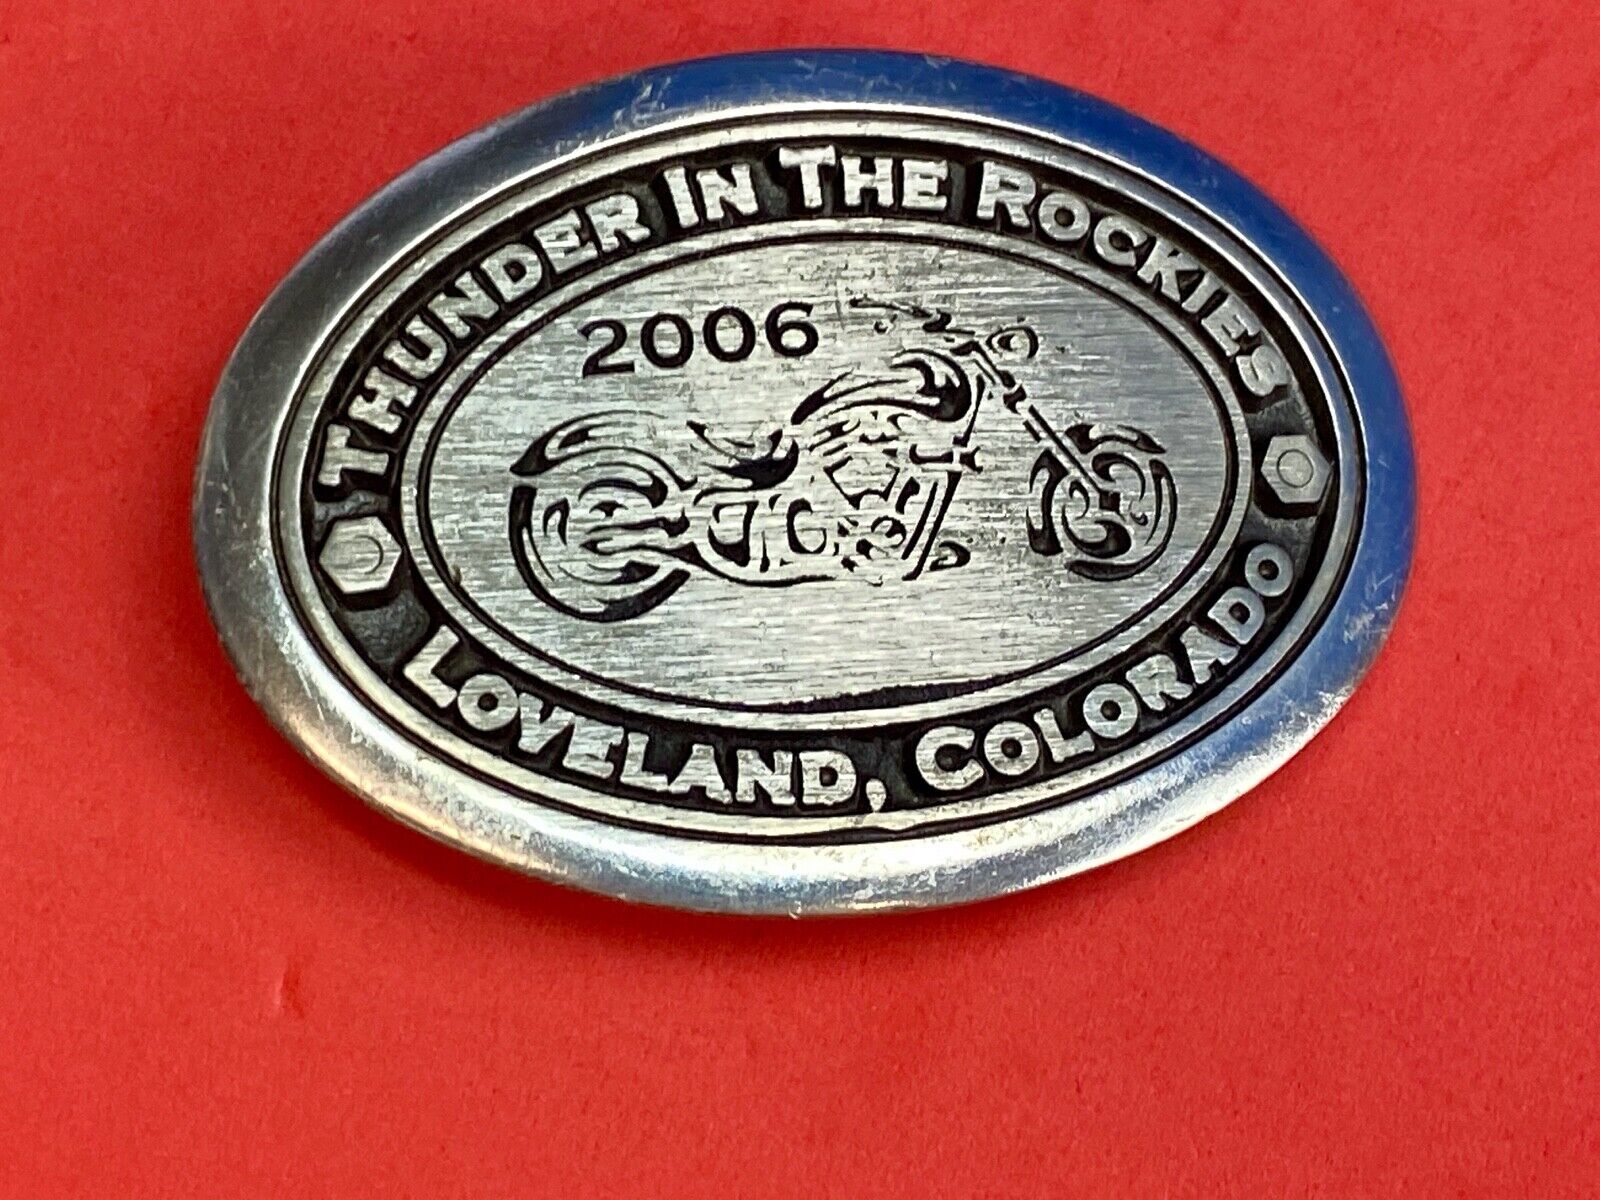 THUNDER IN THE ROCKIES
2006
LOVELAND, COLORADO